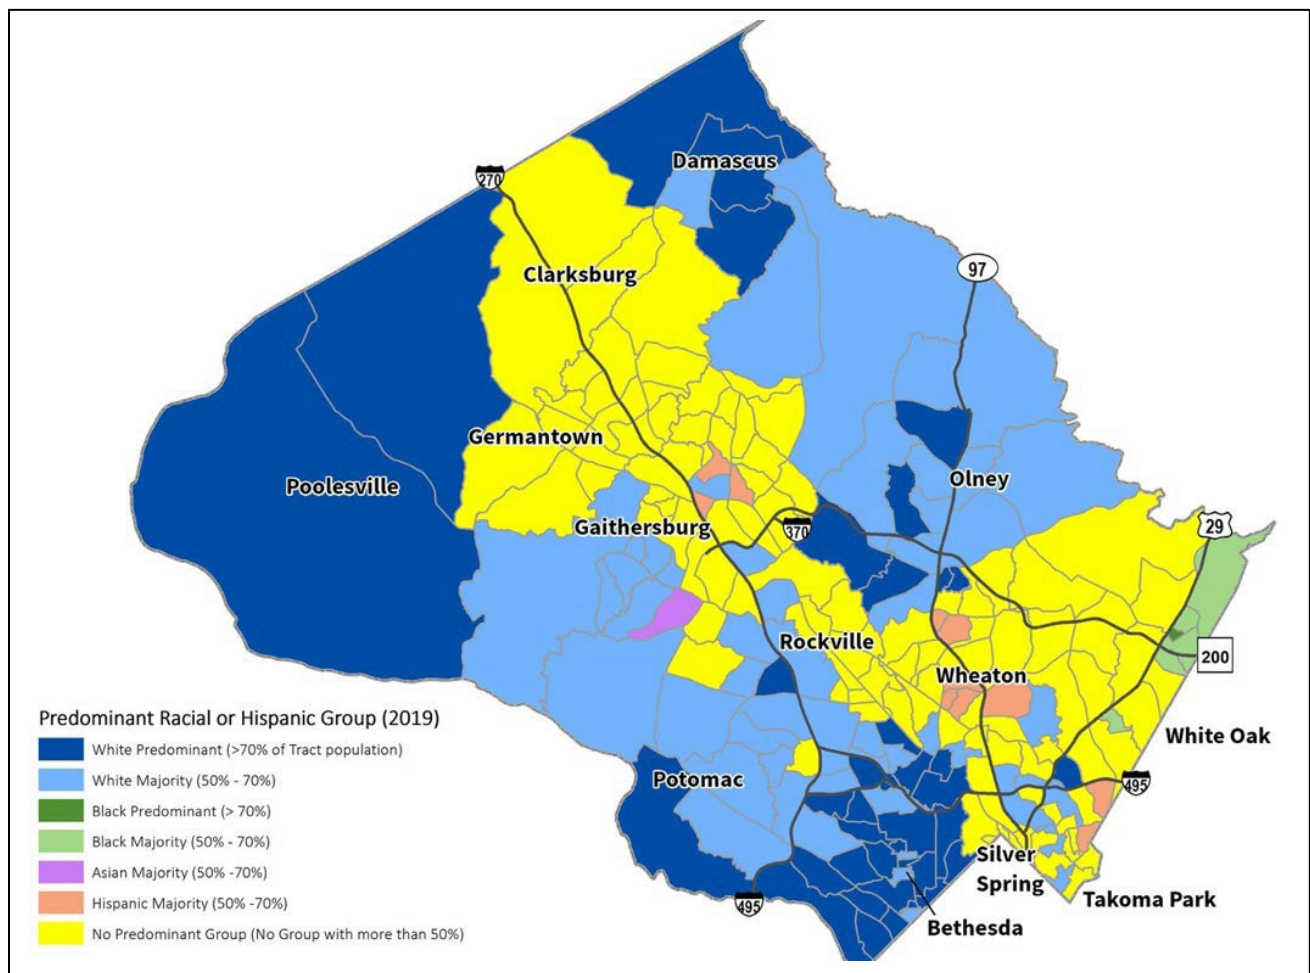 Damascus
270
97
Clarksburg
Germantown
Olney
Poolesville
Gaithersburg
370
29
Rockville
200
Wheaton
White Oak
Potomac
495
Silver
Spring
Takoma Park
495
Bethesda
Predominant Racial or Hispanic Group (2019)
White Predominant (>70% of Tract population)
White Majority (50% - 70%)
Black Predominant (> 70%)
Black Majority (50% - 70%)
Asian Majority (50% -70%)
Hispanic Majority (50% -70%)
No Predominant Group (No Group with more than 50%)